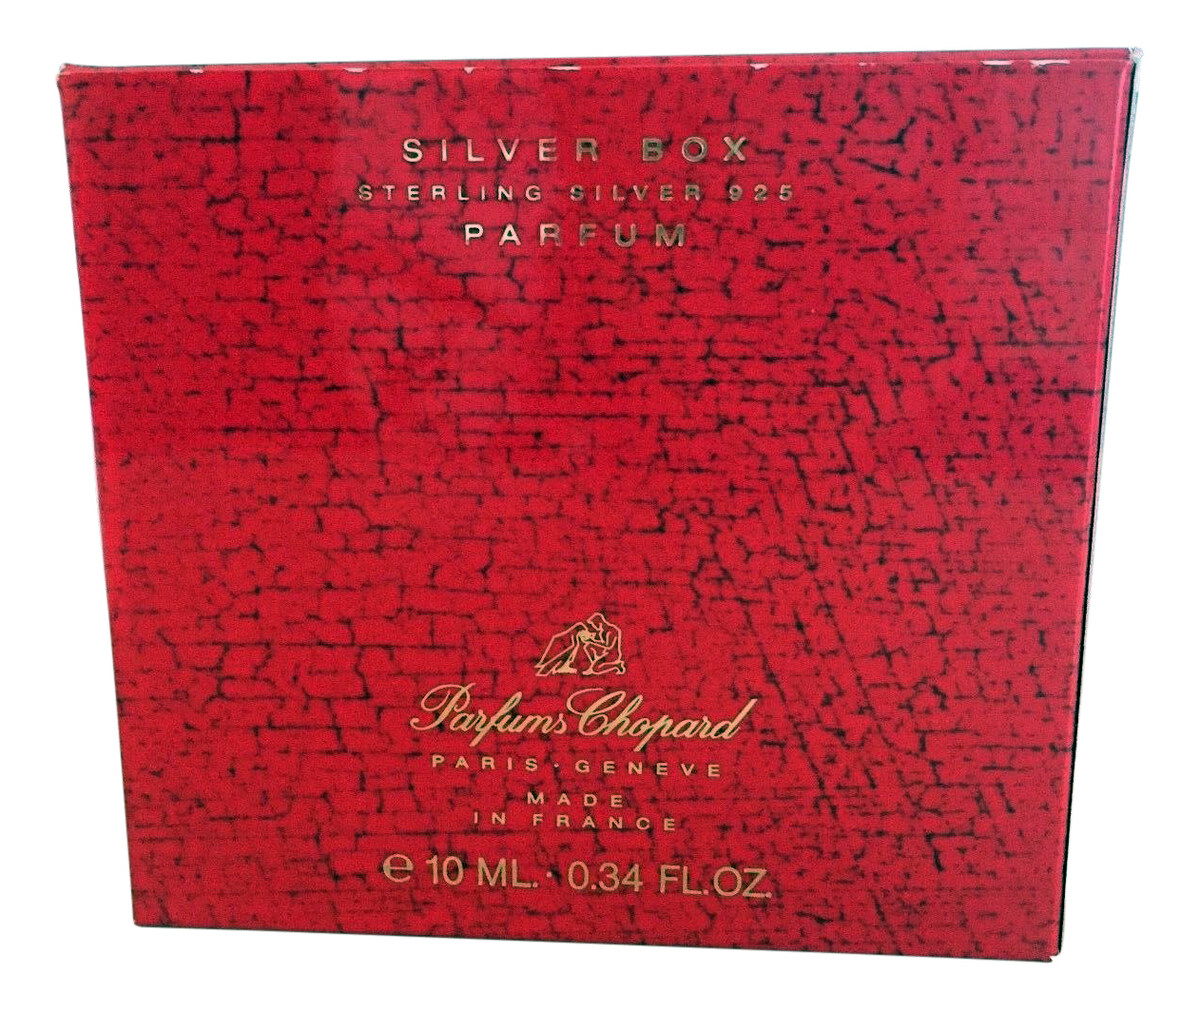 SILVER BOX
STERLING SILVER 925
PARFUM
Parfums Chopard
PARIS · GENEVE
MADE
IN FRANCE
℮ 10 ML. · 0.34 FL.OZ.